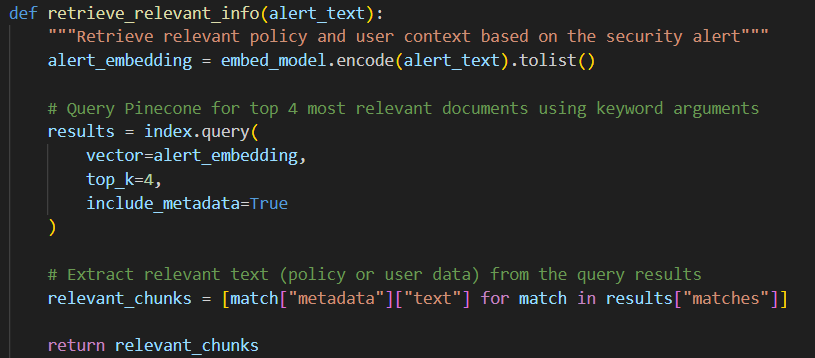 def retrieve_relevant_info(alert_text):
    """Retrieve relevant policy and user context based on the security alert"""
    alert_embedding = embed_model.encode(alert_text).tolist()

    # Query Pinecone for top 4 most relevant documents using keyword arguments
    results = index.query(
        vector=alert_embedding,
        top_k=4,
        include_metadata=True
    )

    # Extract relevant text (policy or user data) from the query results
    relevant_chunks = [match["metadata"]["text"] for match in results["matches"]]

    return relevant_chunks